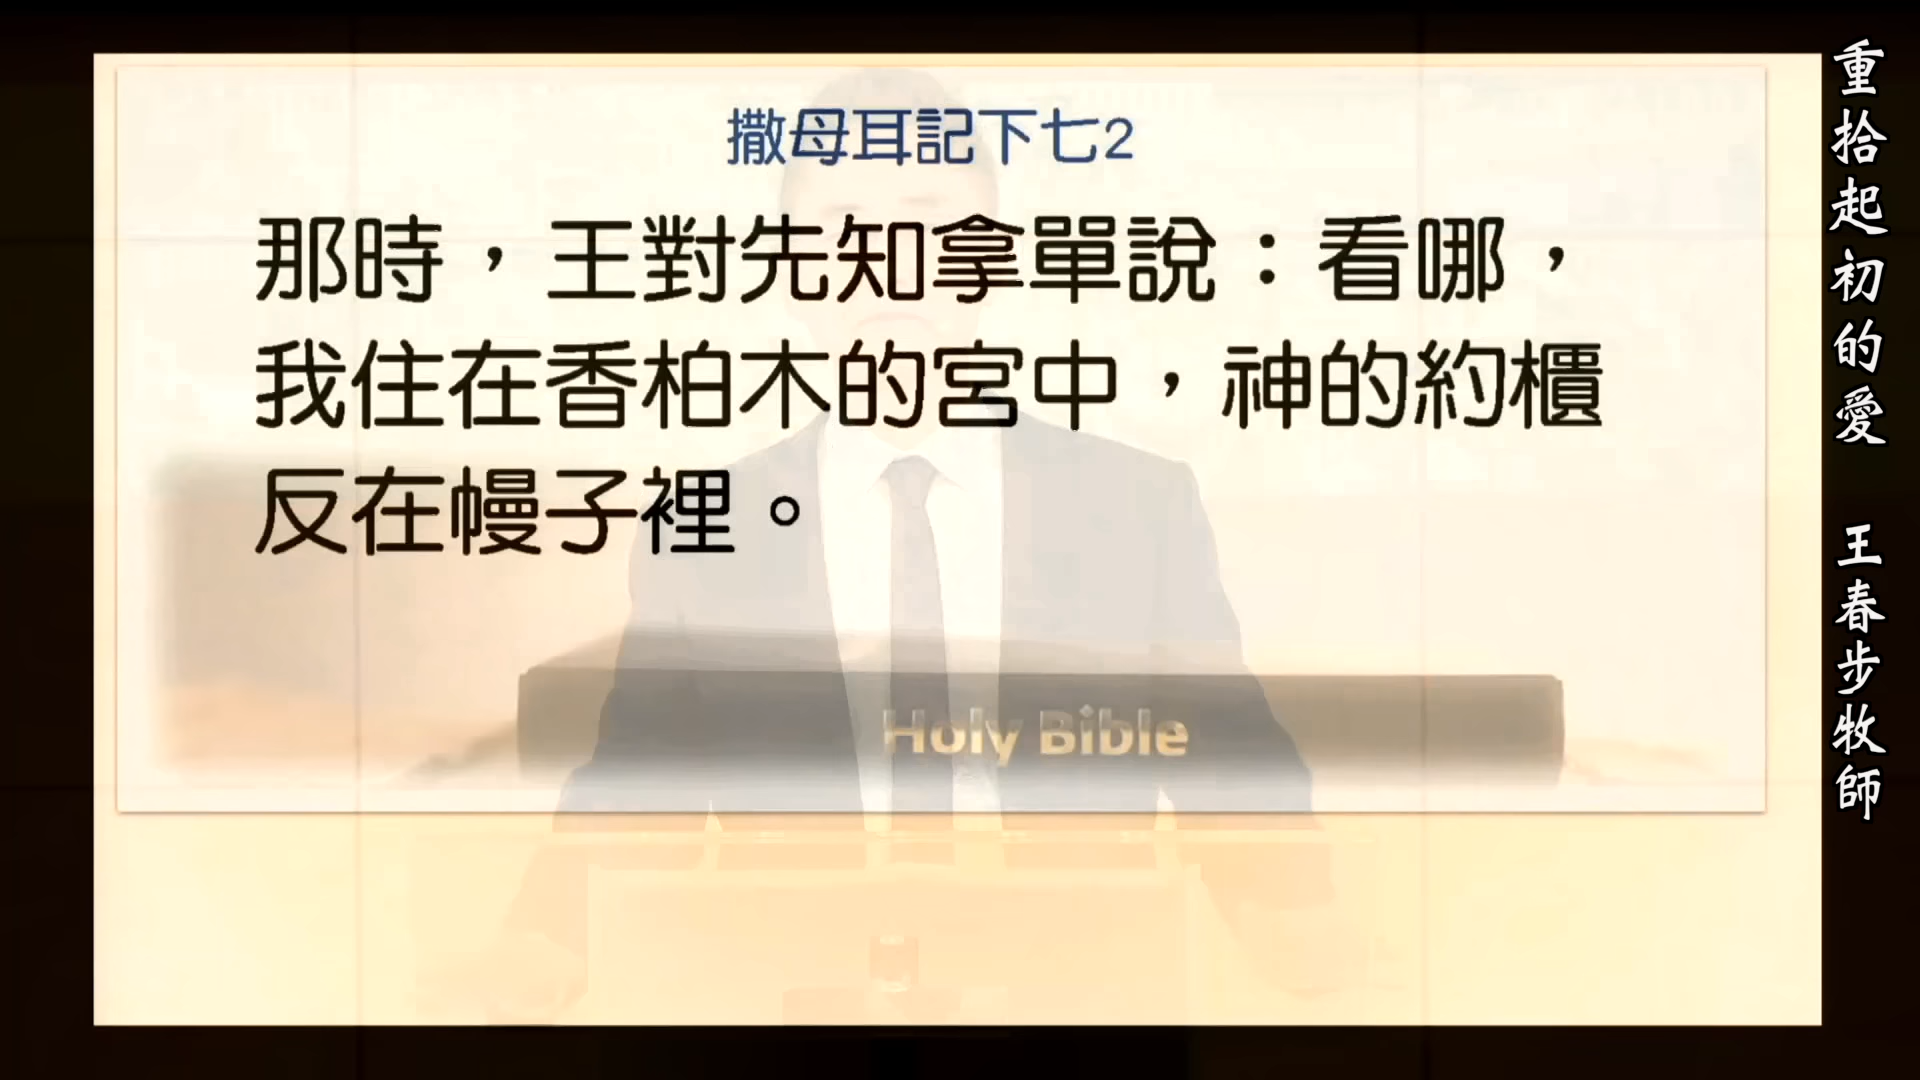 撒母耳記下七2
那時，王對先知拿單說：看哪，
我住在香柏木的宮中，神的約櫃
反在幔子裡。
Holy Bible
重拾起初的愛 王春步牧師